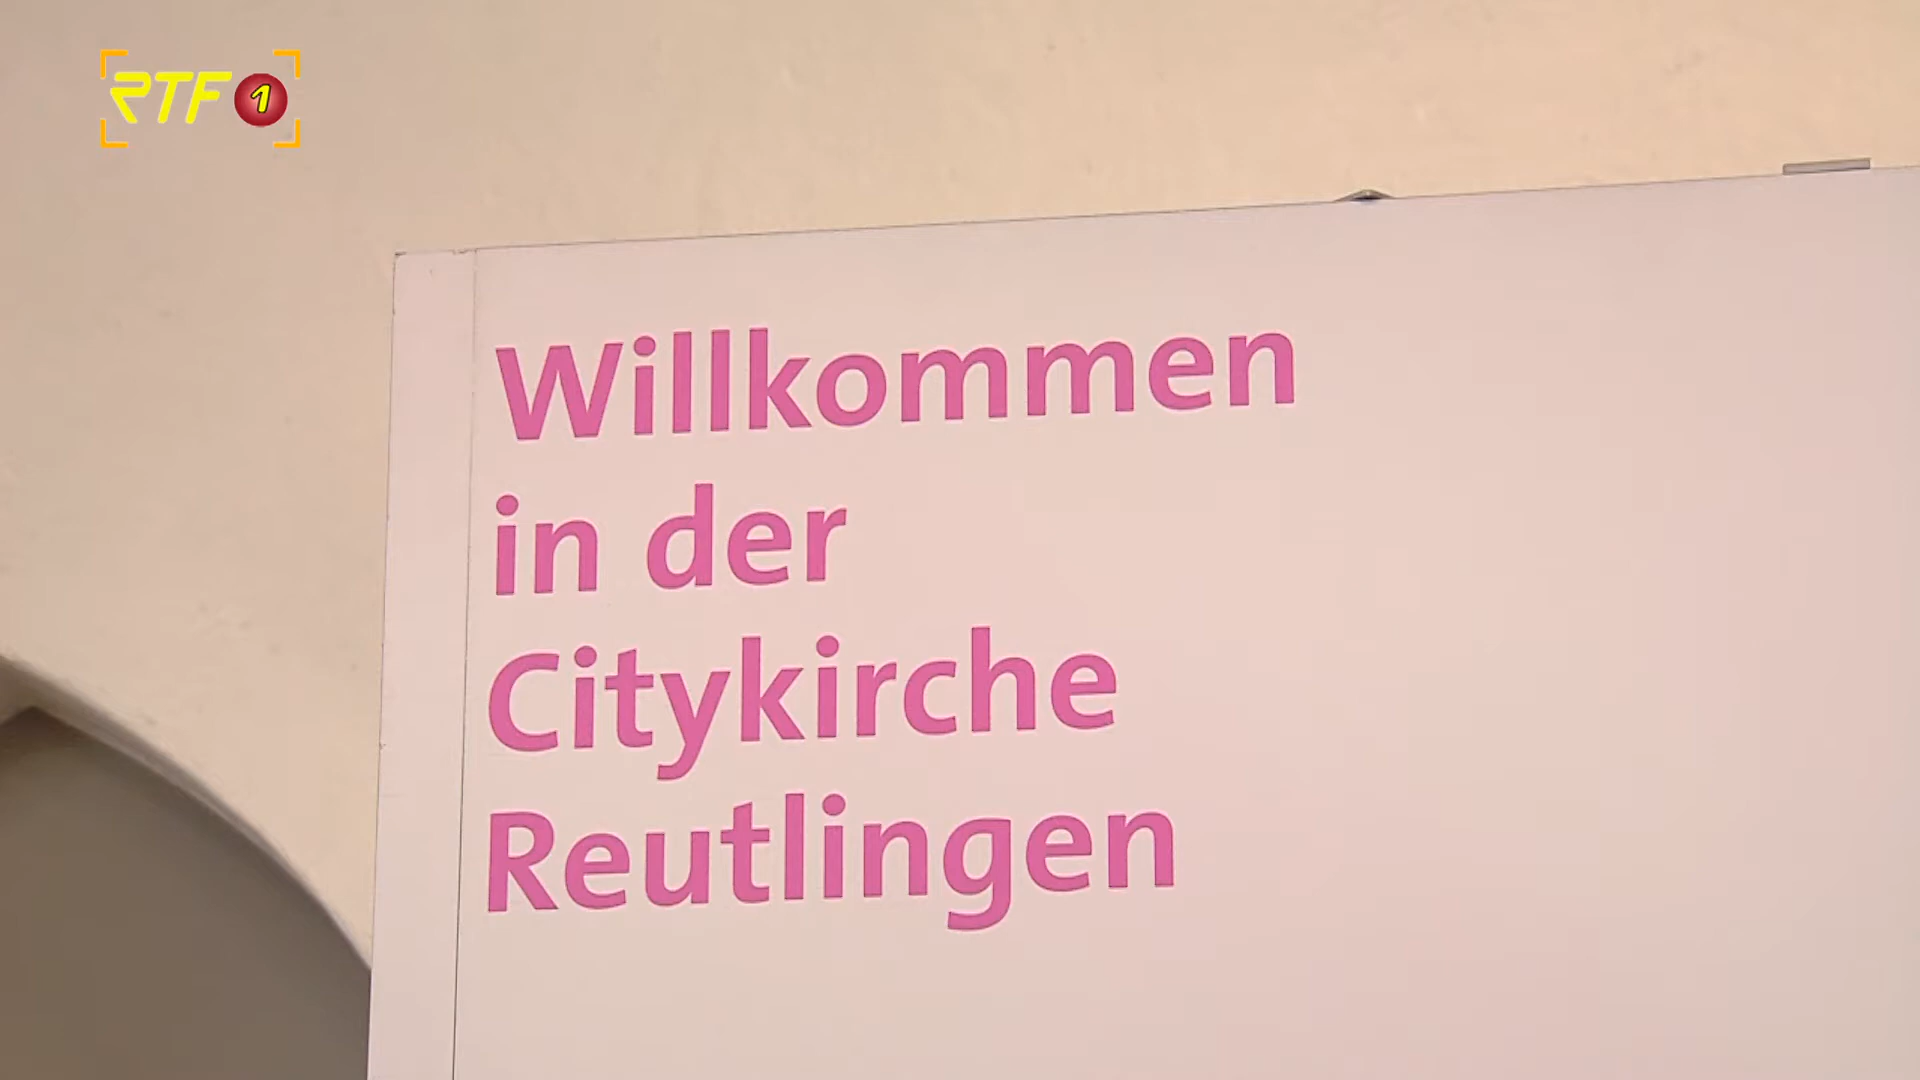 RTF 1
Willkommen
in der
Citykirche
Reutlingen